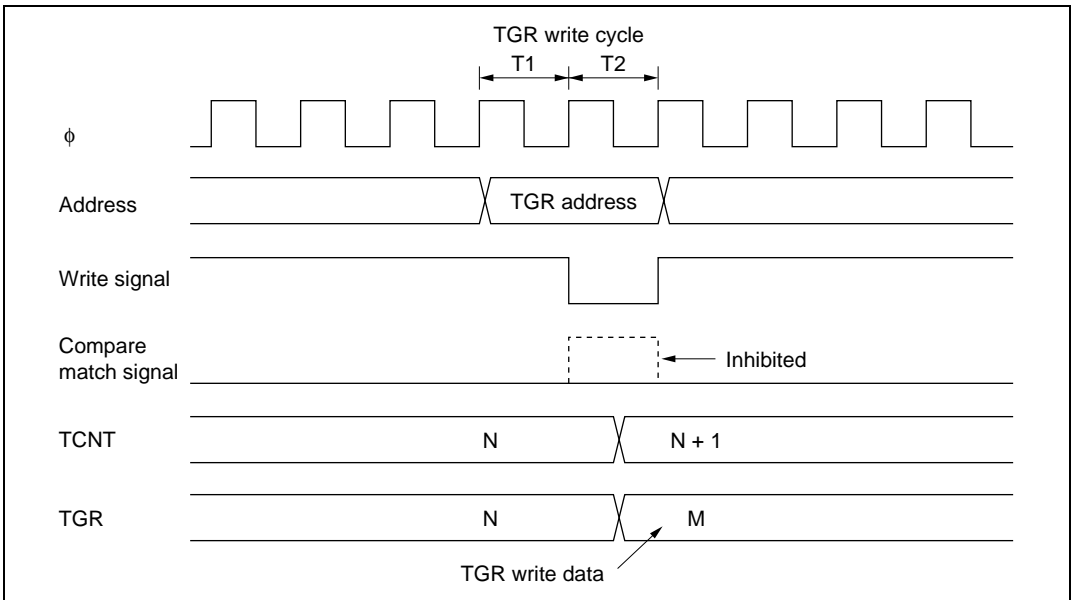 TGR write cycle
T1 T2
ϕ
Address TGR address
Write signal
Compare
match signal Inhibited
TCNT N N + 1
TGR N M
TGR write data